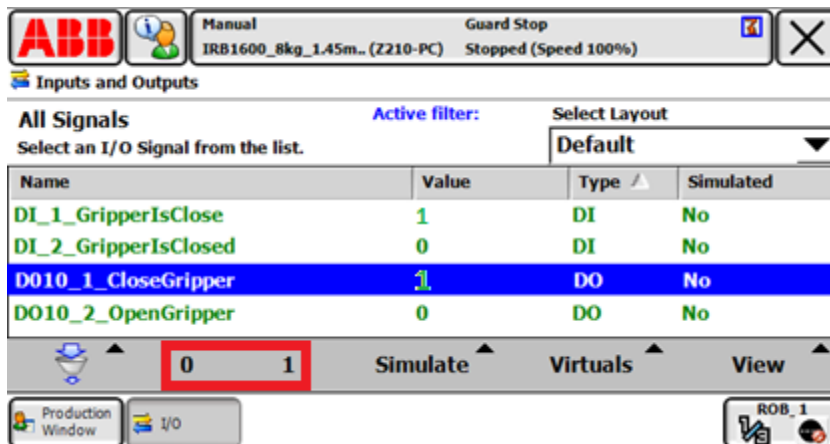 ABB
Manual
IRB1600_8kg_1.45m.. (Z210-PC)
Guard Stop
Stopped (Speed 100%)
Inputs and Outputs
All Signals
Select an I/O Signal from the list.
Active filter:
Select Layout
Default
Name Value Type Simulated
DI_1_GripperIsClose 1 DI No
DI_2_GripperIsClosed 0 DI No
D010_1_CloseGripper 1 DO No
DO10_2_OpenGripper 0 DO No
0 1 Simulate Virtuals View
Production
Window
I/O
ROB_1
1/3